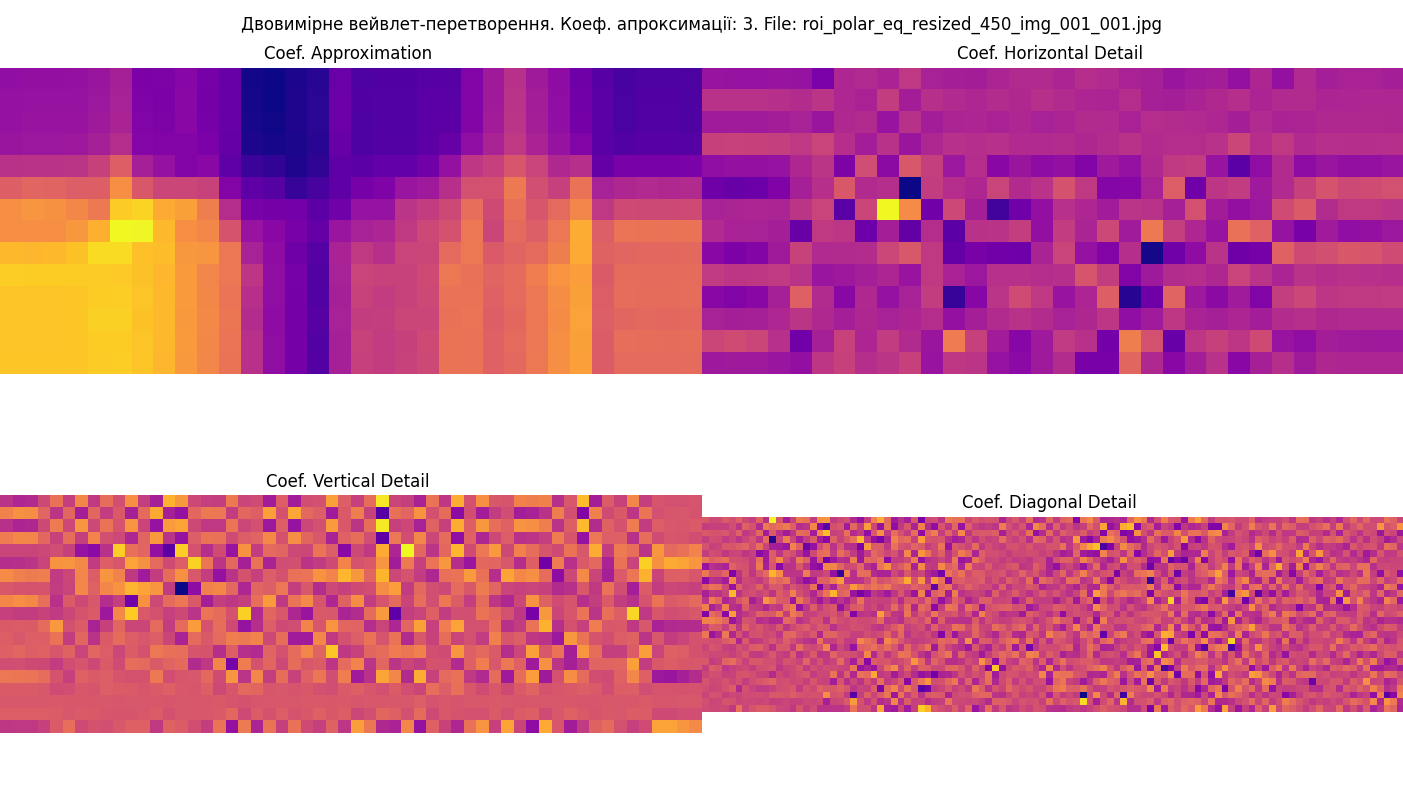 Двовимірне вейвлет-перетворення. Коеф. апроксимації: 3. File: roi_polar_eq_resized_450_img_001_001.jpg
Coef. Approximation
Coef. Horizontal Detail
Coef. Vertical Detail
Coef. Diagonal Detail